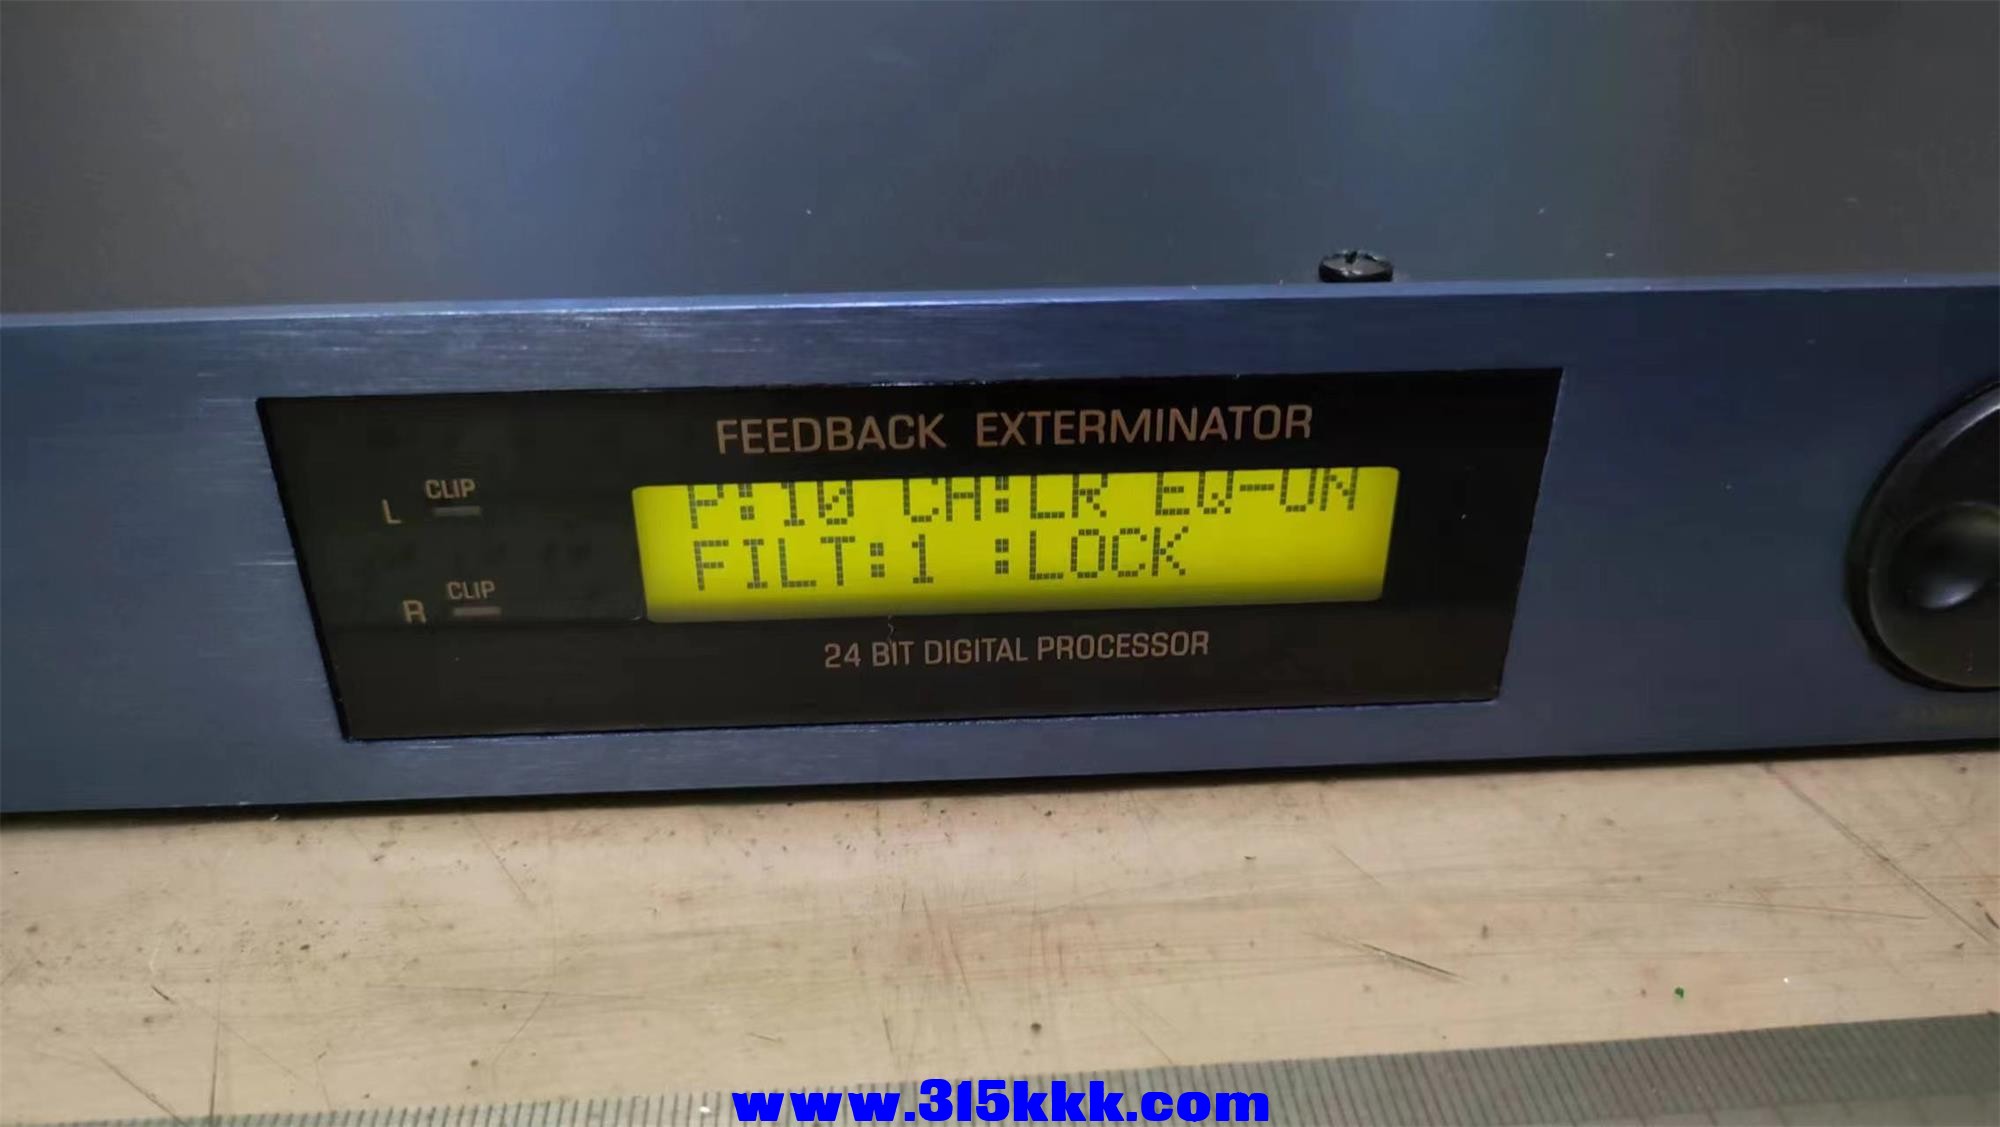 FEEDBACK EXTERMINATOR
CLIP
L
P:10 CH:LR EQ-ON
FILT:1 :LOCK
CLIP
R
24 BIT DIGITAL PROCESSOR
www.315kkk.com